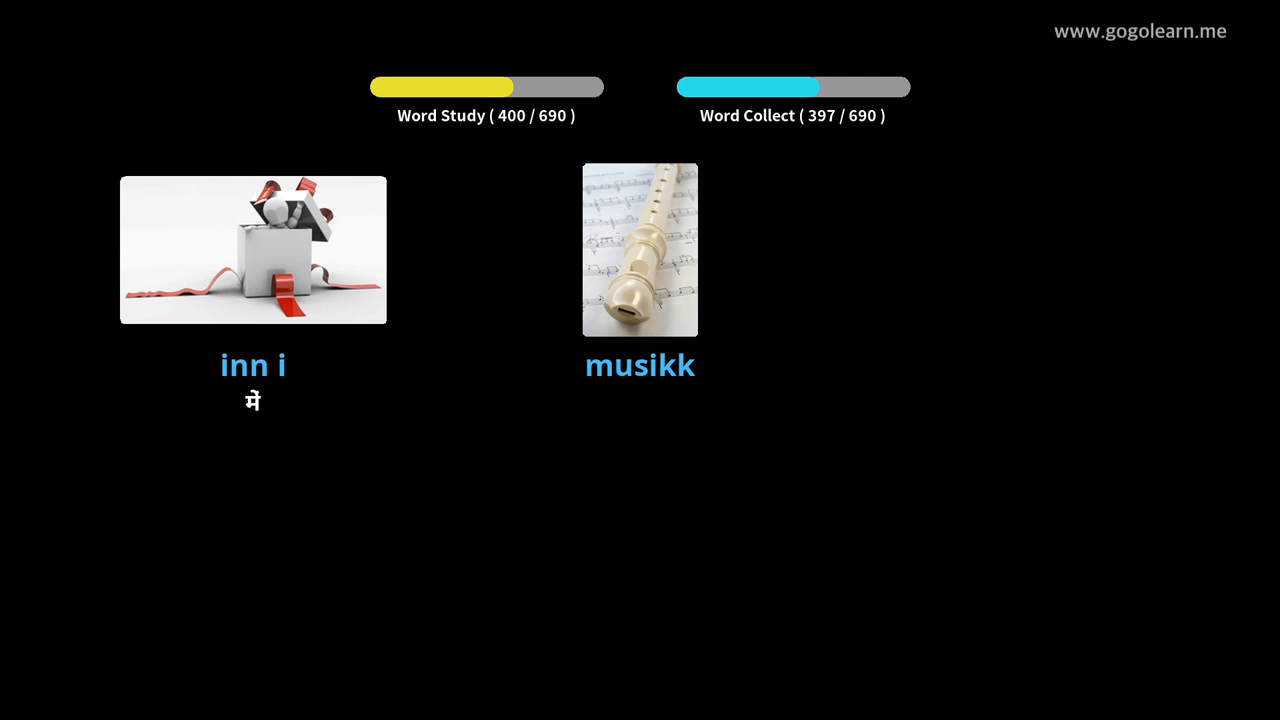 www.gogolearn.me
Word Study ( 400 / 690 )
Word Collect ( 397 / 690 )
inn i
musikk
में